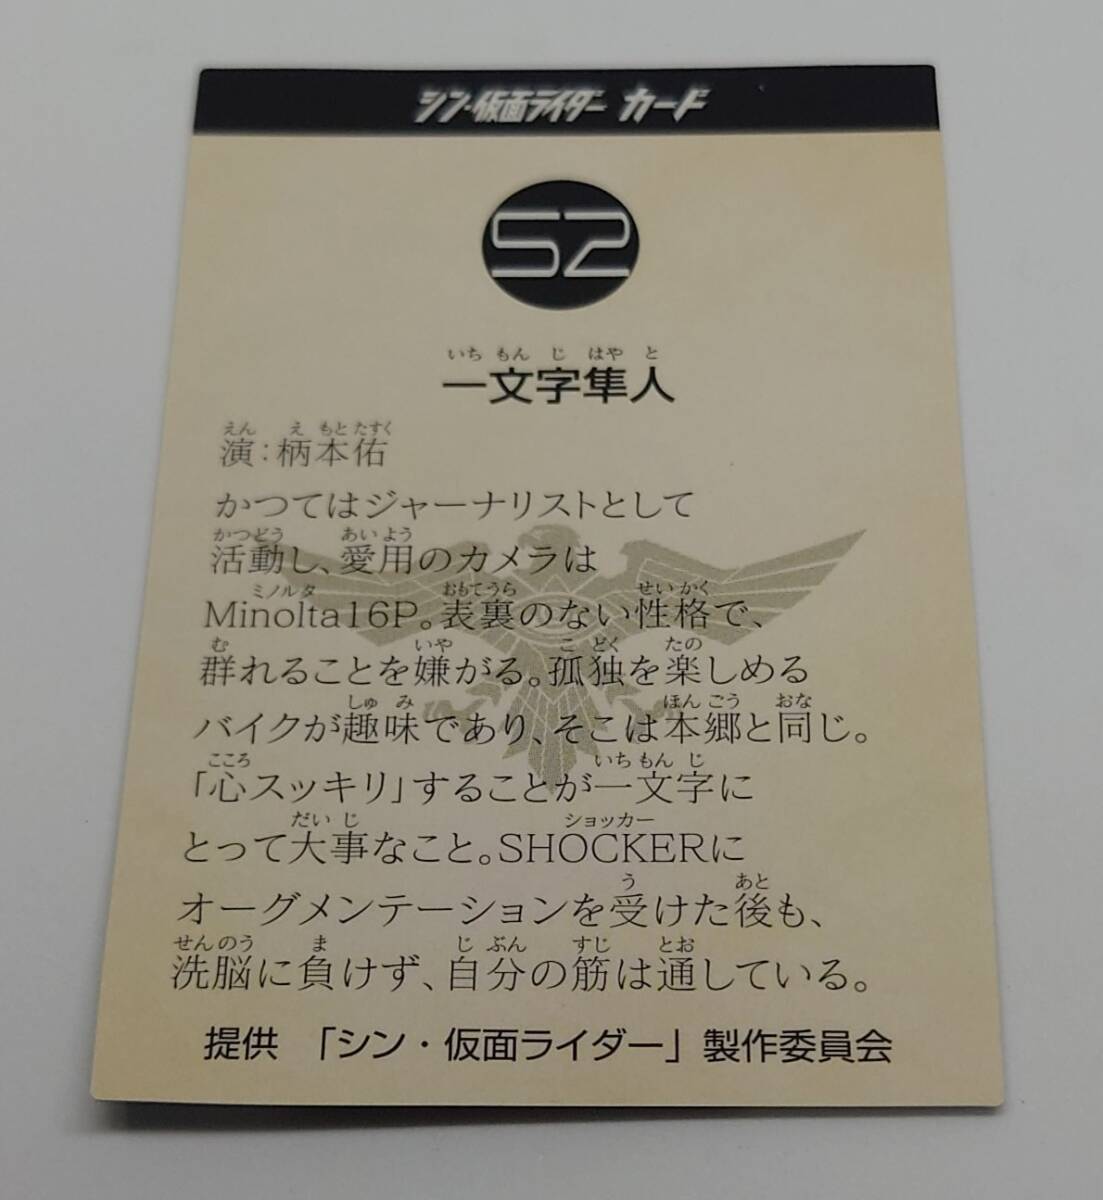 シン・仮面ライダー カード
52
いちもんじはやと
一文字隼人
えんえもとたすく
演：柄本佑
かつてはジャーナリストとして
かつどうあいよう
活動し、愛用のカメラは
ミノルタおもてうらせいかく
Minolta16P。表裏のない性格で、
むいやこどくたの
群れることを嫌がる。孤独を楽しめる
しゅみほんごうおな
バイクが趣味であり、そこは本郷と同じ。
こころいちもんじ
「心スッキリ」することが一文字に
だいじショッカー
とって大事なこと。SHOCKERに
うあと
オーグメンテーションを受けた後も、
せんのうまじぶんすじとお
洗脳に負けず、自分の筋は通している。
提供 「シン・仮面ライダー」製作委員会